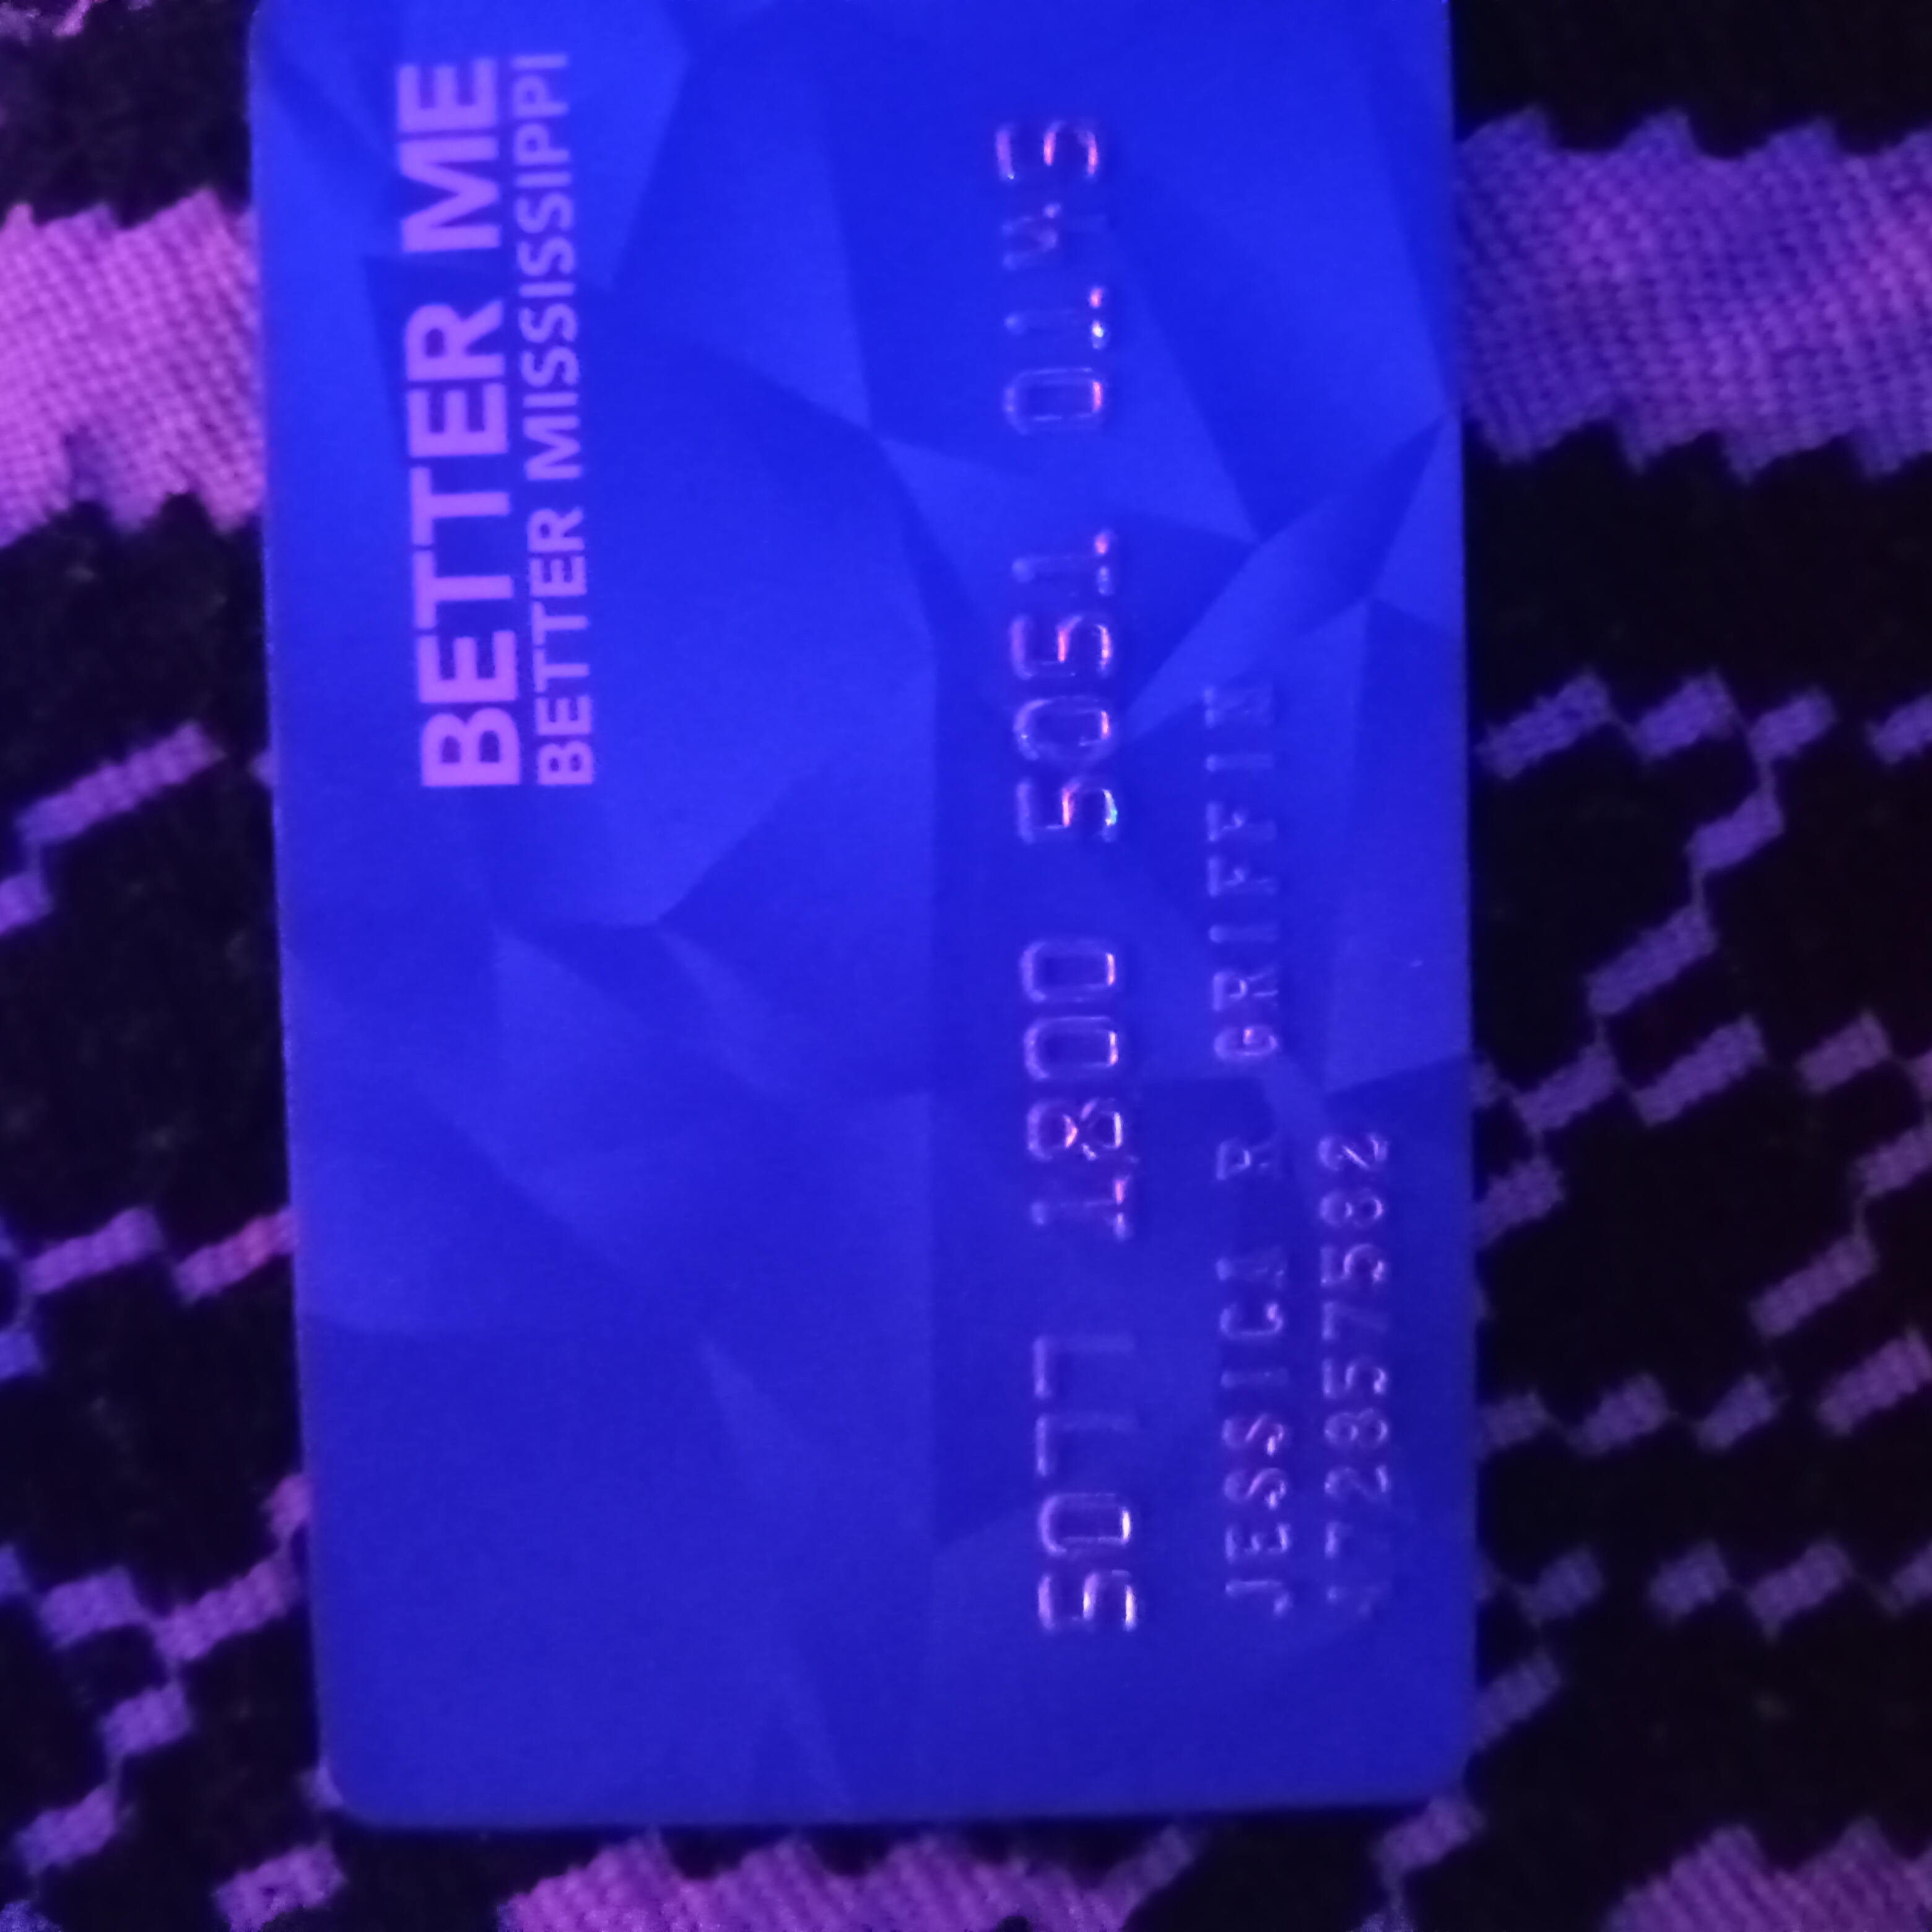 BETTER ME
BETTER MISSISSIPPI
5077 1800 5051 0145
JESSICA R GRIFFIN